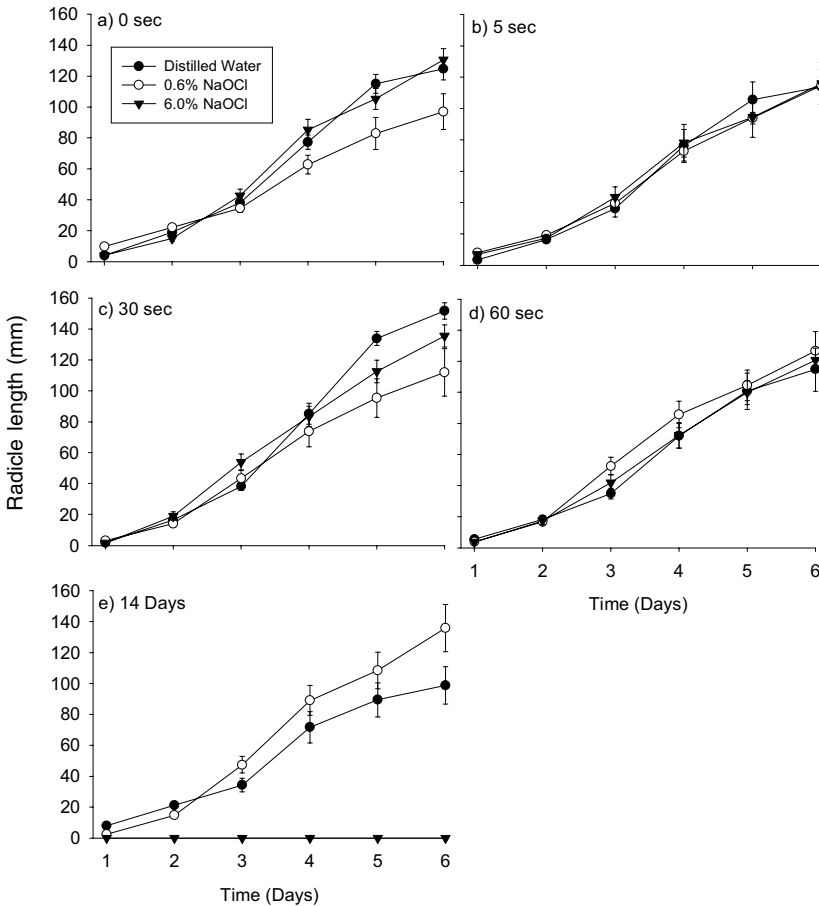 a) 0 sec
Distilled Water
0.6% NaOCl
6.0% NaOCl
160
140
120
100
80
60
40
20
0
b) 5 sec
c) 30 sec
160
140
120
100
80
60
40
20
0
d) 60 sec
1 2 3 4 5 6
Time (Days)
Radicle length (mm)
e) 14 Days
160
140
120
100
80
60
40
20
0
1 2 3 4 5 6
Time (Days)